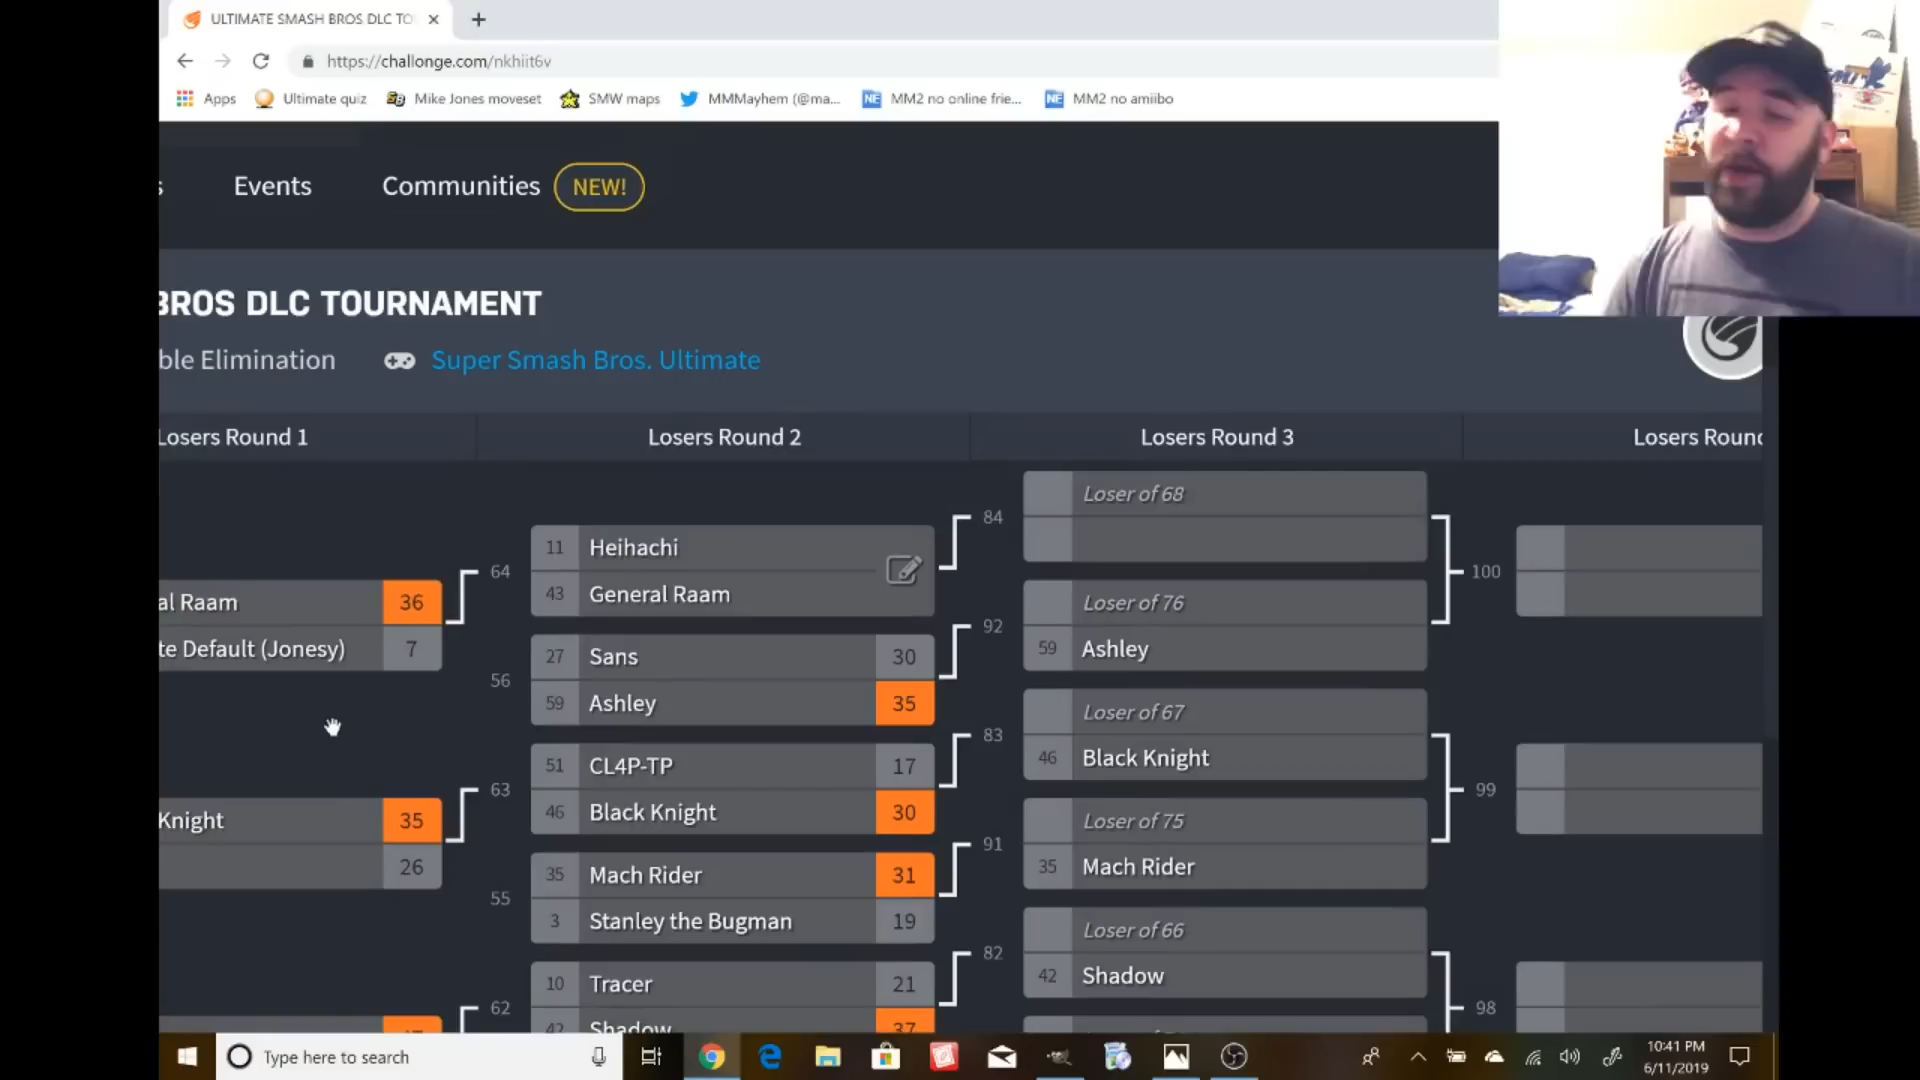 ULTIMATE SMASH BROS DLC TO
https://challonge.com/nkhiit6v
Apps
Ultimate quiz
Mike Jones moveset
SMW maps
MMMayhem (@ma...
NE MM2 no online frie...
NE MM2 no amiibo
s
Events
Communities
NEW!
BROS DLC TOURNAMENT
ble Elimination
Super Smash Bros. Ultimate
Losers Round 1
Losers Round 2
Losers Round 3
Losers Round
al Raam 36
te Default (Jonesy) 7
Knight 35
26
64
56
63
55
62
11 Heihachi
43 General Raam
27 Sans 30
59 Ashley 35
51 CL4P-TP 17
46 Black Knight 30
35 Mach Rider 31
3 Stanley the Bugman 19
10 Tracer 21
42 Shadow 37
84
92
83
91
82
Loser of 68
Loser of 76
59 Ashley
Loser of 67
46 Black Knight
Loser of 75
35 Mach Rider
Loser of 66
42 Shadow
100
99
98
Type here to search
10:41 PM
6/11/2019